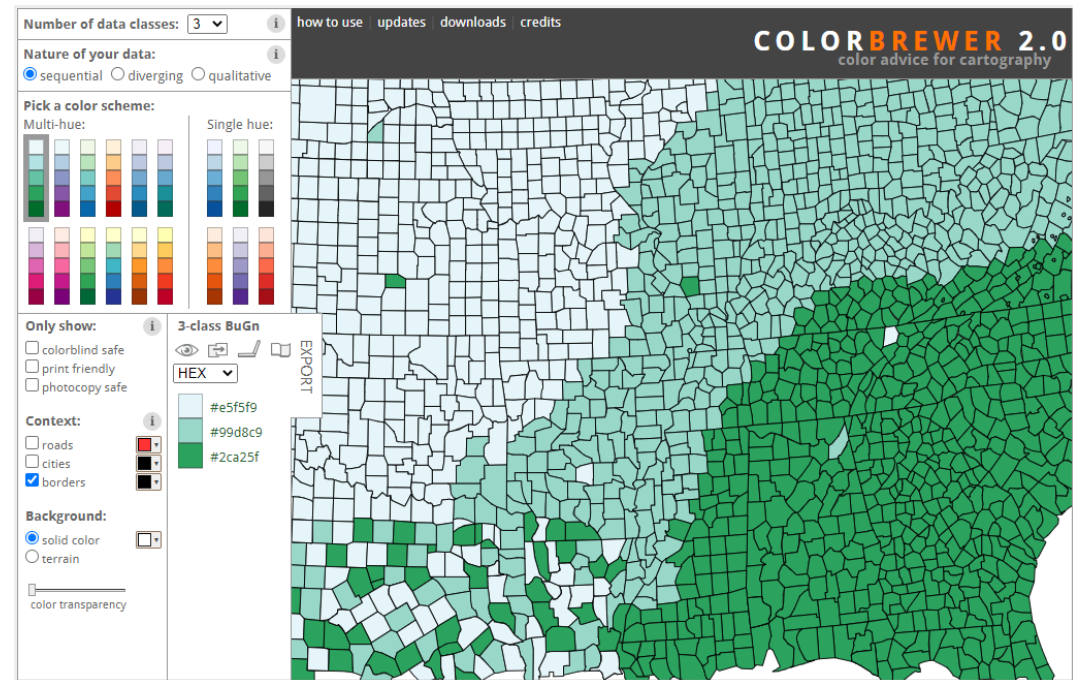 Number of data classes: 3 i
how to use | updates | downloads | credits
COLORBREWER 2.0
color advice for cartography
Nature of your data: i
sequential diverging qualitative
Pick a color scheme:
Multi-hue: Single hue:
Only show: i
colorblind safe
print friendly
photocopy safe
Context: i
roads
cities
borders
Background:
solid color
terrain
color transparency
3-class BuGn
HEX
#e5f5f9
#99d8c9
#2ca25f
EXPORT